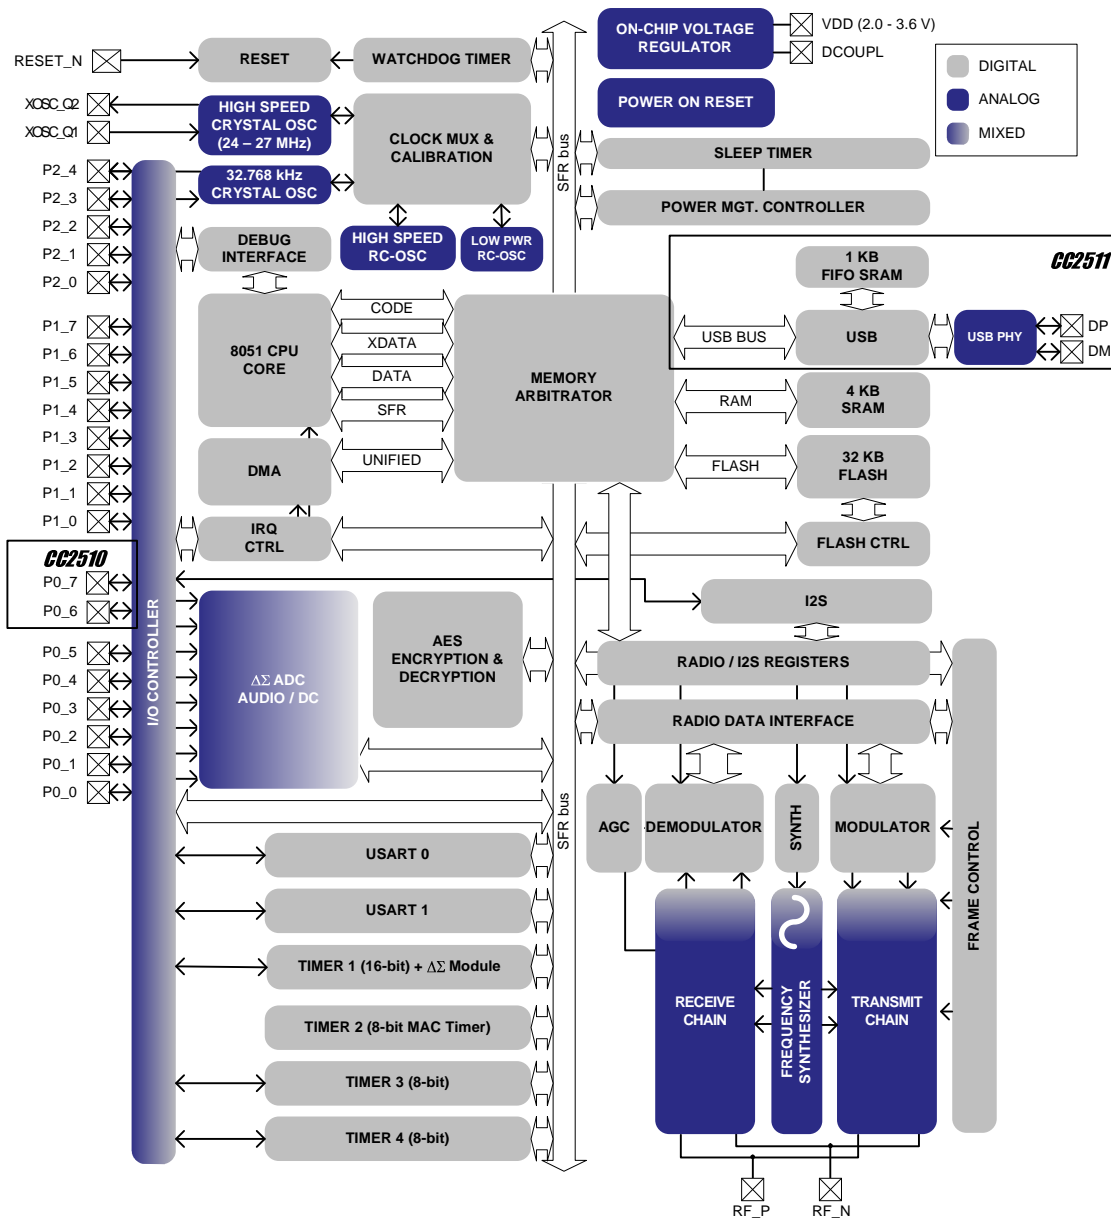 RESET_N
XOSC_Q2
XOSC_Q1
P2_4
P2_3
P2_2
P2_1
P2_0
P1_7
P1_6
P1_5
P1_4
P1_3
P1_2
P1_1
P1_0
CC2510
P0_7
P0_6
P0_5
P0_4
P0_3
P0_2
P0_1
P0_0
I/O CONTROLLER
RESET
WATCHDOG TIMER
HIGH SPEED
CRYSTAL OSC
(24 – 27 MHz)
CLOCK MUX &
CALIBRATION
32.768 kHz
CRYSTAL OSC
DEBUG
INTERFACE
HIGH SPEED
RC-OSC
LOW PWR
RC-OSC
8051 CPU
CORE
CODE
XDATA
DATA
SFR
UNIFIED
DMA
IRQ
CTRL
MEMORY
ARBITRATOR
ΔΣ ADC
AUDIO / DC
AES
ENCRYPTION &
DECRYPTION
USART 0
USART 1
TIMER 1 (16-bit) + ΔΣ Module
TIMER 2 (8-bit MAC Timer)
TIMER 3 (8-bit)
TIMER 4 (8-bit)
SFR bus
SFR bus
ON-CHIP VOLTAGE
REGULATOR
VDD (2.0 - 3.6 V)
DCOUPL
POWER ON RESET
DIGITAL
ANALOG
MIXED
SLEEP TIMER
POWER MGT. CONTROLLER
CC2511
1 KB
FIFO SRAM
USB BUS
USB
USB PHY
DP
DM
RAM
4 KB
SRAM
FLASH
32 KB
FLASH
FLASH CTRL
I2S
RADIO / I2S REGISTERS
RADIO DATA INTERFACE
AGC
DEMODULATOR
SYNTH
MODULATOR
FRAME CONTROL
RECEIVE
CHAIN
FREQUENCY
SYNTHESIZER
TRANSMIT
CHAIN
RF_P
RF_N